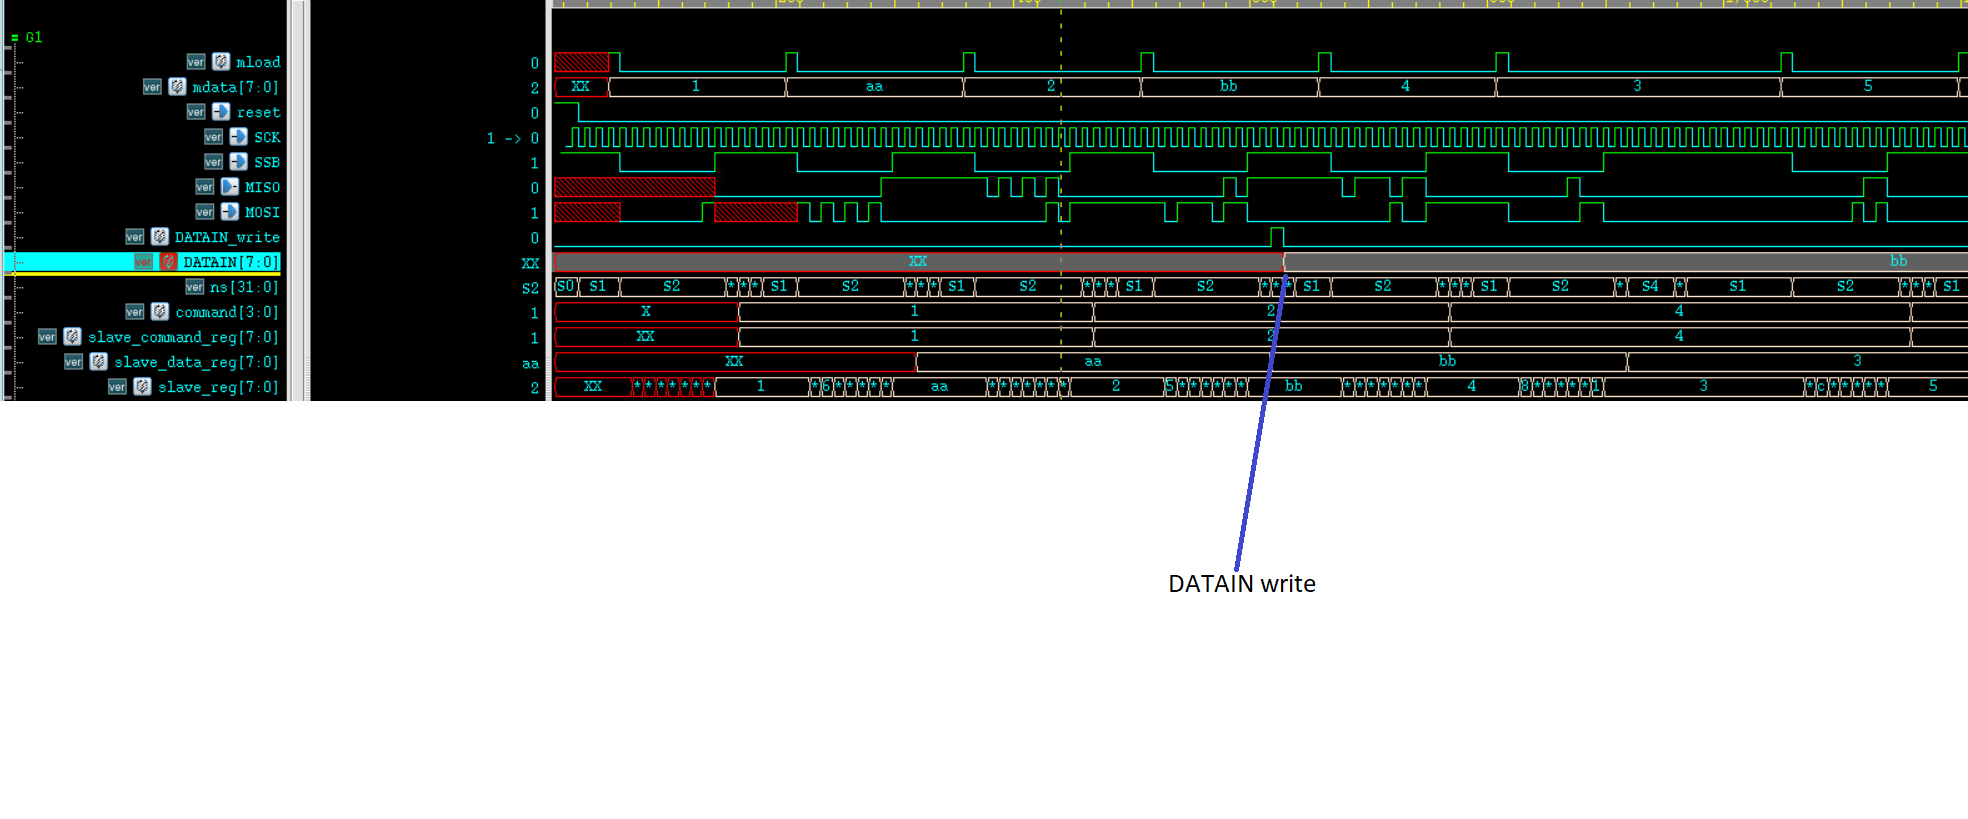 G1
ver mload 0
ver mdata[7:0] 2 XX 1 aa 2 bb 4 3 5
ver reset 0
ver SCK 1 -> 0
ver SSB 1
ver MISO 0
ver MOSI 1
ver DATAIN_write 0
ver DATAIN[7:0] XX XX bb
ver ns[31:0] S2 S0 S1 S2 * * * S1 S2 * * * S1 S2 * * * S1 S2 * * * S1 S2 * * * S1 S2 * S4 * S1 S2 * * * S1
ver command[3:0] 1 X 1 2 4
ver slave_command_reg[7:0] 1 XX 1 2 4
ver slave_data_reg[7:0] aa XX aa bb 3
ver slave_reg[7:0] 2 XX * * * * * * * 1 * 6 * * * * * aa * * * * * * * 2 5 * * * * * * bb * * * * * * * 4 8 * * * * * 1 3 * c * * * * * 5
DATAIN write